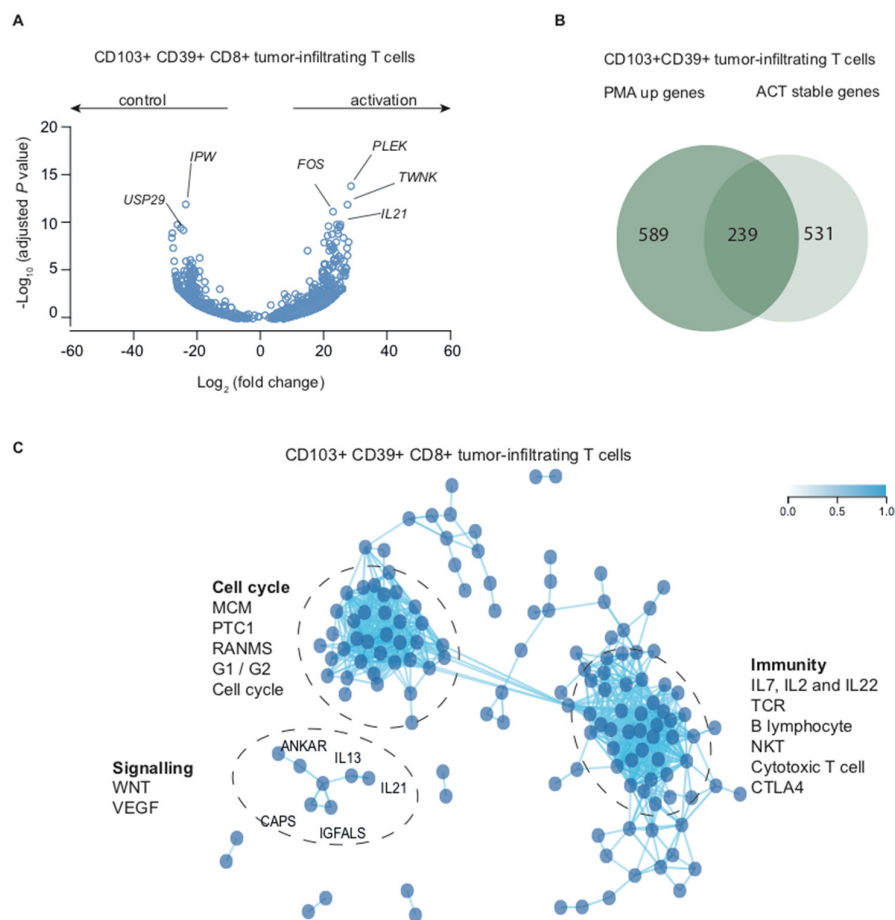 A
CD103+ CD39+ CD8+ tumor-infiltrating T cells
control
activation
20
15
10
5
0
-Log10 (adjusted P value)
IPW
USP29
FOS
PLEK
TWNK
IL21
-60
-40
-20
0
20
40
60
Log2 (fold change)
B
CD103+CD39+ tumor-infiltrating T cells
PMA up genes
ACT stable genes
589
239
531
C
CD103+ CD39+ CD8+ tumor-infiltrating T cells
0.0
0.5
1.0
Cell cycle
MCM
PTC1
RANMS
G1 / G2
Cell cycle
Immunity
IL7, IL2 and IL22
TCR
B lymphocyte
NKT
Cytotoxic T cell
CTLA4
Signalling
WNT
VEGF
ANKAR
IL13
IL21
CAPS
IGFALS